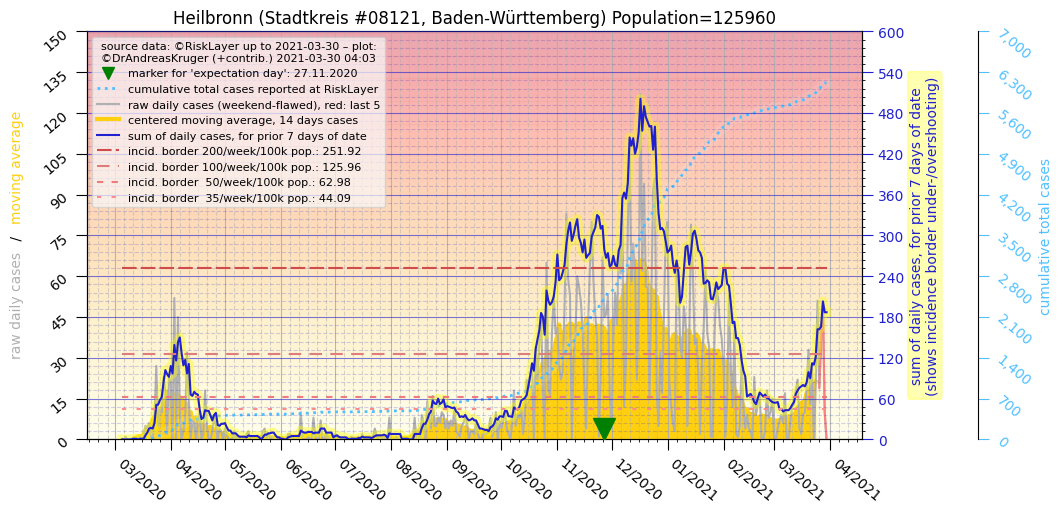 Heilbronn (Stadtkreis #08121, Baden-Württemberg) Population=125960
source data: ©RiskLayer up to 2021-03-30 – plot:
©DrAndreasKruger (+contrib.) 2021-03-30 04:03
marker for 'expectation day': 27.11.2020
cumulative total cases reported at RiskLayer
raw daily cases (weekend-flawed), red: last 5
centered moving average, 14 days cases
sum of daily cases, for prior 7 days of date
incid. border 200/week/100k pop.: 251.92
incid. border 100/week/100k pop.: 125.96
incid. border  50/week/100k pop.: 62.98
incid. border  35/week/100k pop.: 44.09
raw daily cases / moving average
150
135
120
105
90
75
60
45
30
15
0
03/2020
04/2020
05/2020
06/2020
07/2020
08/2020
09/2020
10/2020
11/2020
12/2020
01/2021
02/2021
03/2021
04/2021
600
540
480
420
360
300
240
180
120
60
0
sum of daily cases, for prior 7 days of date
(shows incidence border under-/overshooting)
7,000
6,300
5,600
4,900
4,200
3,500
2,800
2,100
1,400
700
0
cumulative total cases